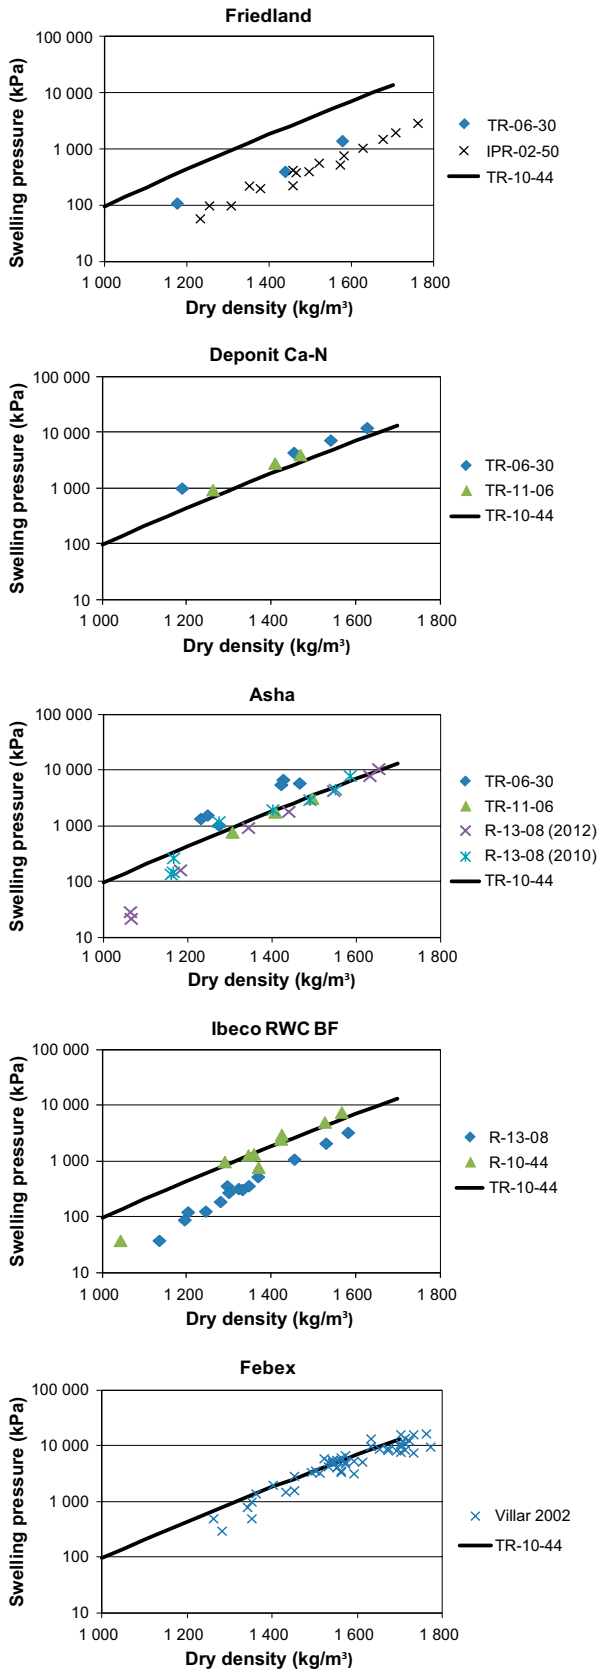 Friedland
Swelling pressure (kPa)
100 000
10 000
1 000
100
10
1 000
1 200
1 400
1 600
1 800
Dry density (kg/m³)
TR-06-30
IPR-02-50
TR-10-44
Deponit Ca-N
Swelling pressure (kPa)
100 000
10 000
1 000
100
10
1 000
1 200
1 400
1 600
1 800
Dry density (kg/m³)
TR-06-30
TR-11-06
TR-10-44
Asha
Swelling pressure (kPa)
100 000
10 000
1 000
100
10
1 000
1 200
1 400
1 600
1 800
Dry density (kg/m³)
TR-06-30
TR-11-06
R-13-08 (2012)
R-13-08 (2010)
TR-10-44
Ibeco RWC BF
Swelling pressure (kPa)
100 000
10 000
1 000
100
10
1 000
1 200
1 400
1 600
1 800
Dry density (kg/m³)
R-13-08
R-10-44
TR-10-44
Febex
Swelling pressure (kPa)
100 000
10 000
1 000
100
10
1 000
1 200
1 400
1 600
1 800
Dry density (kg/m³)
Villar 2002
TR-10-44